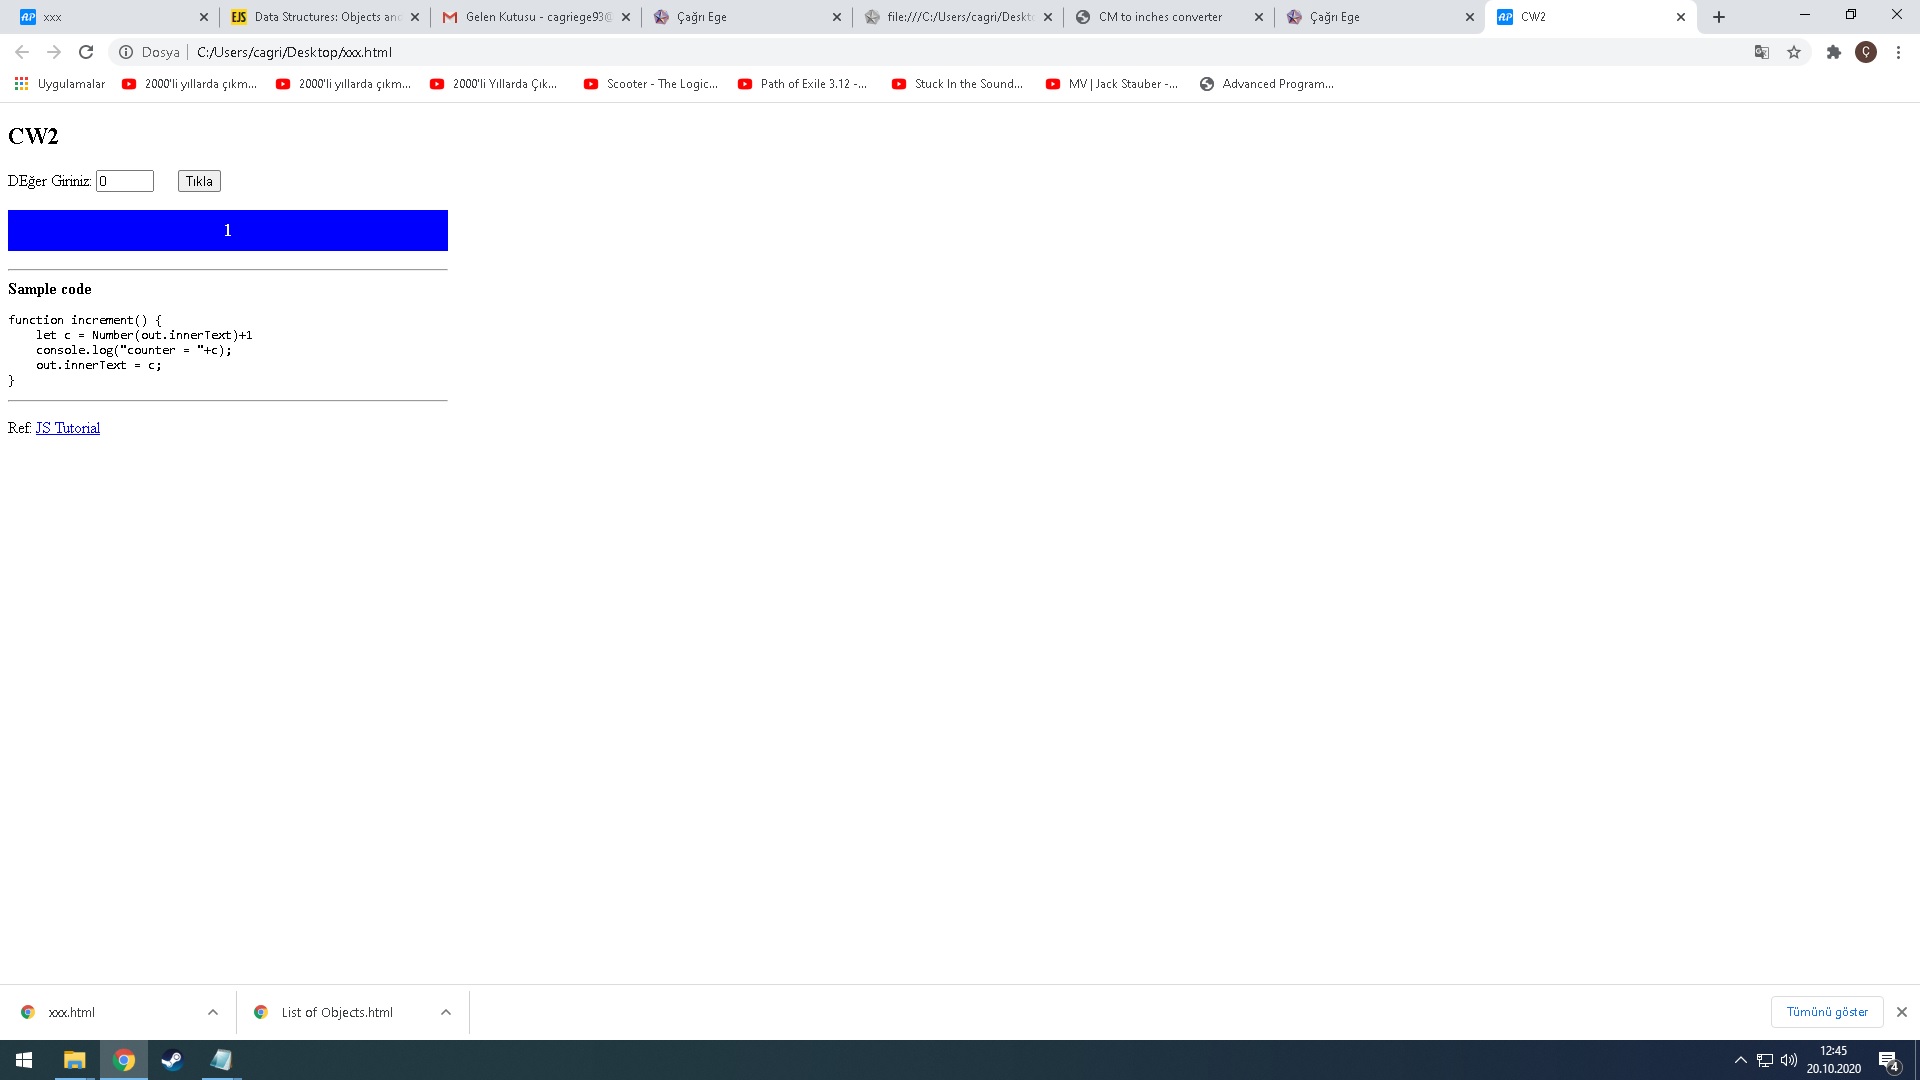 xxx
Data Structures: Objects and
Gelen Kutusu - cagriege93@
Çağrı Ege
file:///C:/Users/cagri/Deskto
CM to inches converter
Çağrı Ege
CW2
Dosya
C:/Users/cagri/Desktop/xxx.html
Ç
Uygulamalar
2000'li yıllarda çıkm...
2000'li yıllarda çıkm...
2000'li Yıllarda Çık...
Scooter - The Logic...
Path of Exile 3.12 -...
Stuck In the Sound...
MV | Jack Stauber -...
Advanced Program...
CW2
DEğer Giriniz: 0 Tıkla
1
Sample code
function increment() {
let c = Number(out.innerText)+1
console.log("counter = "+c);
out.innerText = c;
}
Ref: JS Tutorial
xxx.html
List of Objects.html
Tümünü göster
12:45
20.10.2020
4